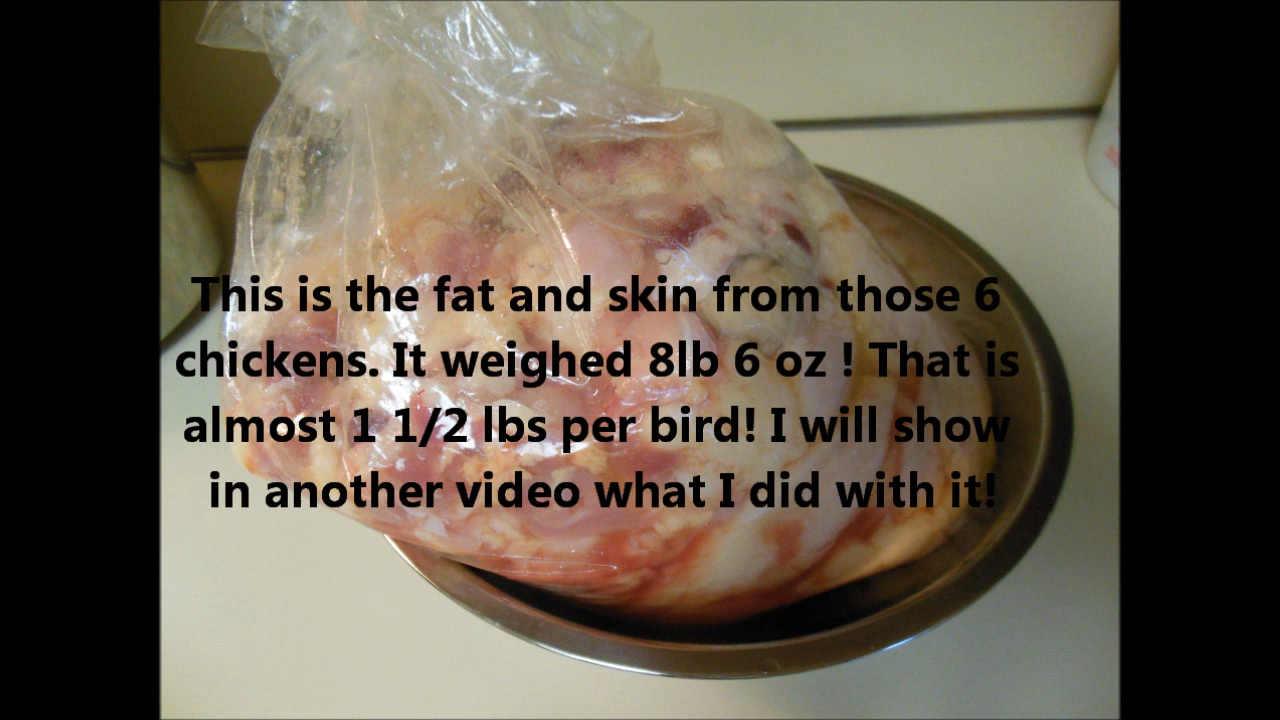 This is the fat and skin from those 6
chickens. It weighed 8lb 6 oz ! That is
almost 1 1/2 lbs per bird! I will show
in another video what I did with it!